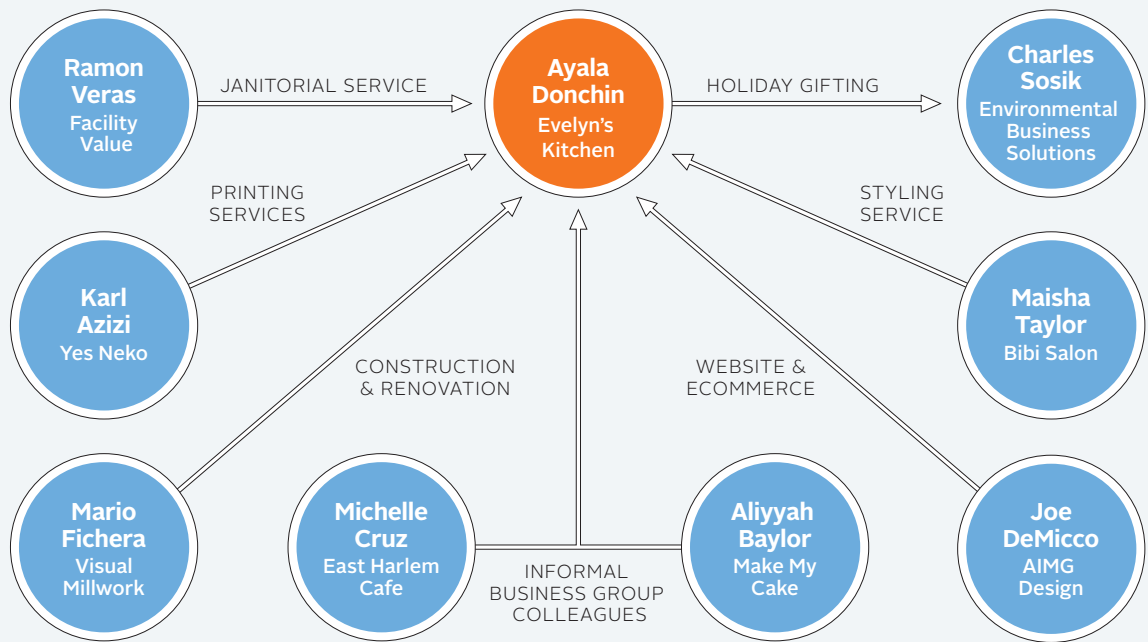 Ramon
Veras
Facility
Value
JANITORIAL SERVICE
Ayala
Donchin
Evelyn's
Kitchen
HOLIDAY GIFTING
Charles
Sosik
Environmental
Business
Solutions
PRINTING
SERVICES
STYLING
SERVICE
Karl
Azizi
Yes Neko
CONSTRUCTION
& RENOVATION
WEBSITE &
ECOMMERCE
Maisha
Taylor
Bibi Salon
Mario
Fichera
Visual
Millwork
Michelle
Cruz
East Harlem
Cafe
INFORMAL
BUSINESS GROUP
COLLEAGUES
Aliyyah
Baylor
Make My
Cake
Joe
DeMicco
AIMG
Design